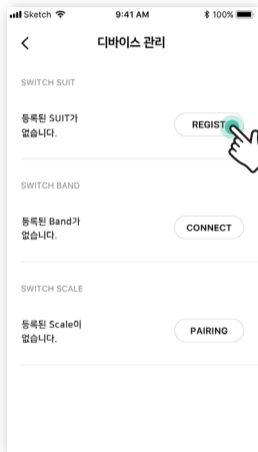 Sketch 9:41 AM 100%
디바이스 관리
SWITCH SUIT
등록된 SUIT가
없습니다.
REGIST
SWITCH BAND
등록된 Band가
없습니다.
CONNECT
SWITCH SCALE
등록된 Scale이
없습니다.
PAIRING